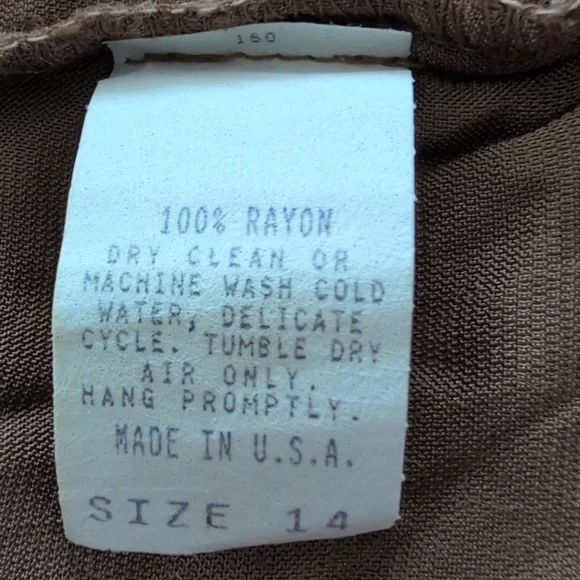 160
100% RAYON
DRY CLEAN OR
MACHINE WASH COLD
WATER, DELICATE
CYCLE. TUMBLE DRY
AIR ONLY.
HANG PROMPTLY.
MADE IN U.S.A.
SIZE 14